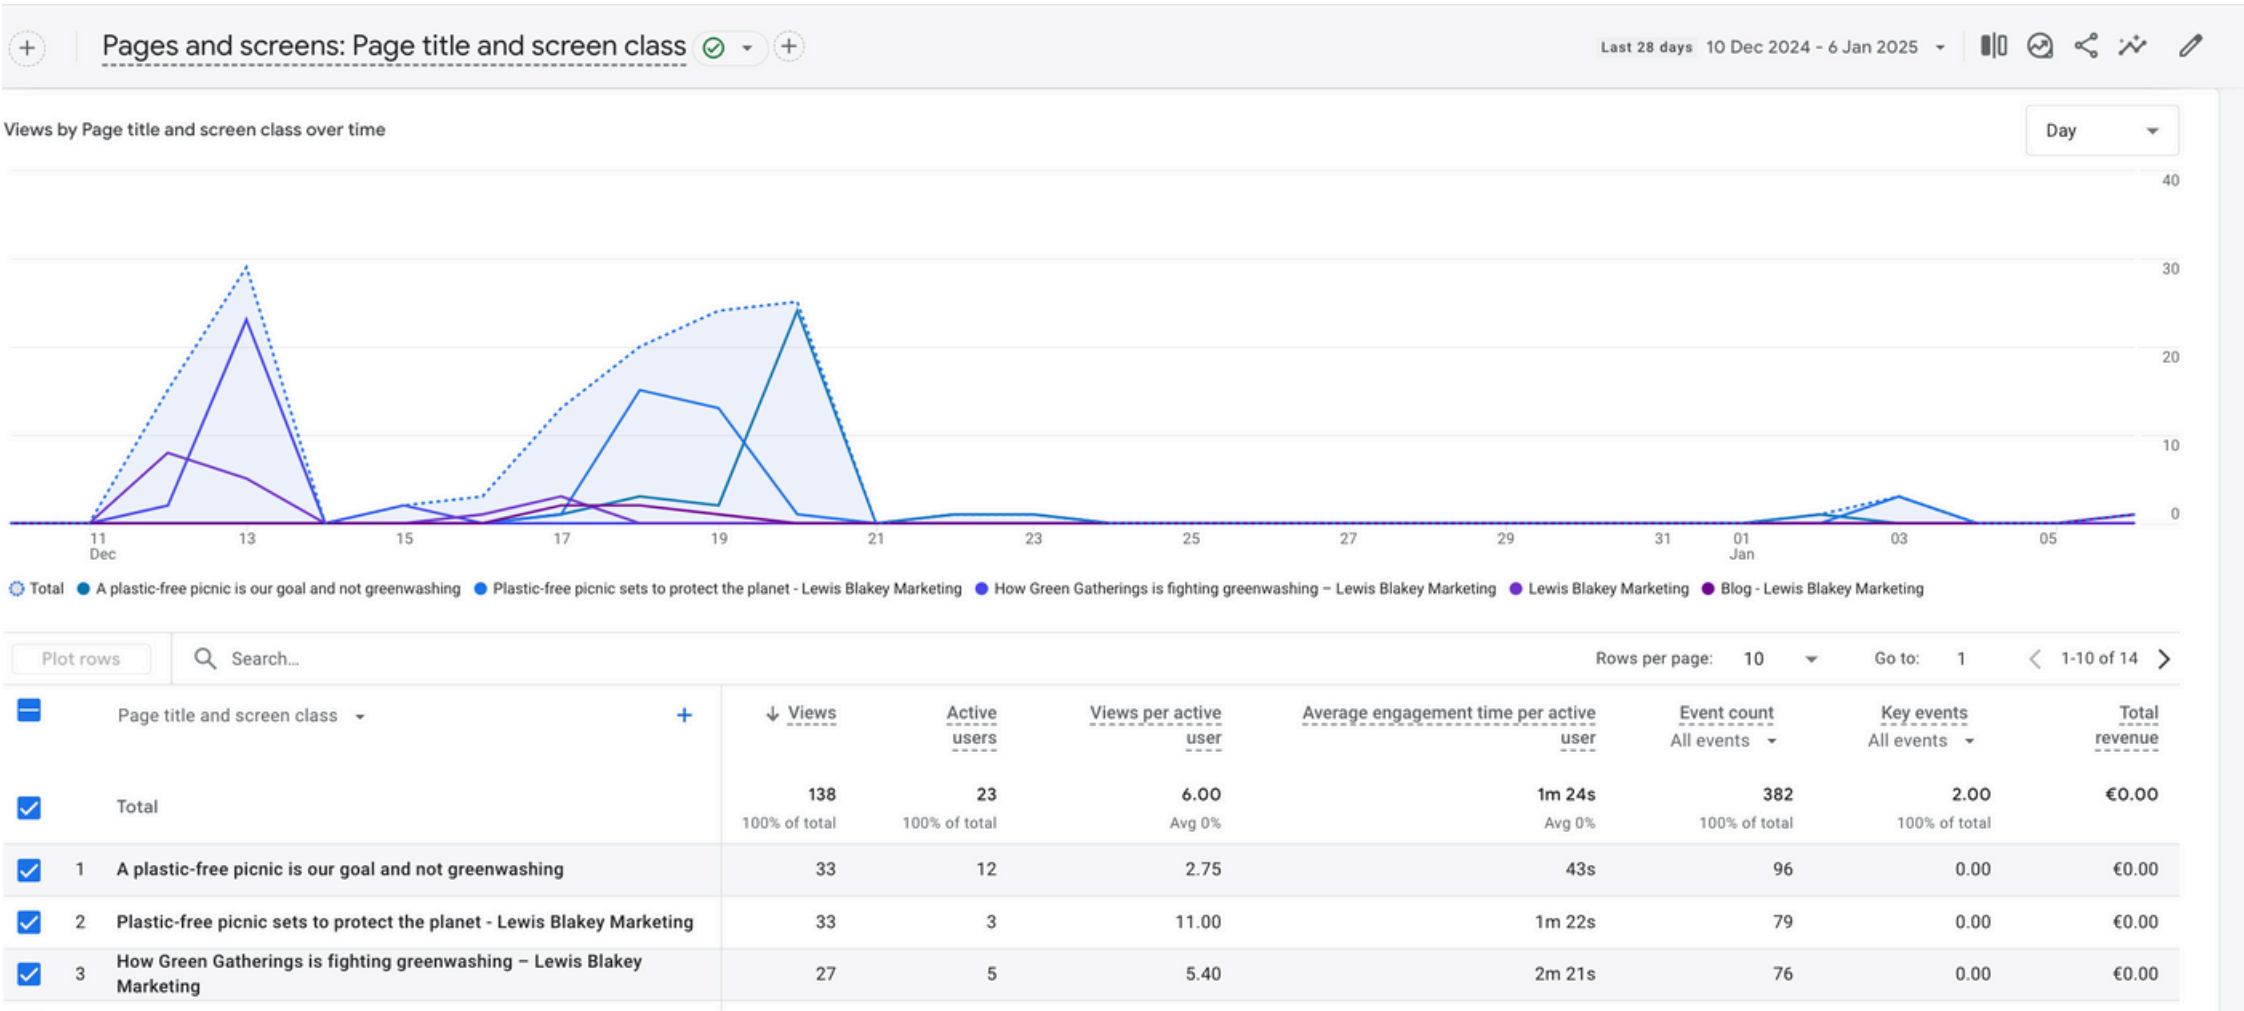 Pages and screens: Page title and screen class
Last 28 days 10 Dec 2024 - 6 Jan 2025
Views by Page title and screen class over time
Day
40
30
20
10
0
11 13 15 17 19 21 23 25 27 29 31 01 03 05
Dec Jan
Total A plastic-free picnic is our goal and not greenwashing Plastic-free picnic sets to protect the planet - Lewis Blakey Marketing How Green Gatherings is fighting greenwashing – Lewis Blakey Marketing Lewis Blakey Marketing Blog - Lewis Blakey Marketing
Plot rows Search... Rows per page: 10 Go to: 1 1-10 of 14
Page title and screen class + Views Active users Views per active user Average engagement time per active user Event count All events Key events All events Total revenue
Total 138 23 6.00 1m 24s 382 2.00 €0.00
100% of total 100% of total Avg 0% Avg 0% 100% of total 100% of total
1 A plastic-free picnic is our goal and not greenwashing 33 12 2.75 43s 96 0.00 €0.00
2 Plastic-free picnic sets to protect the planet - Lewis Blakey Marketing 33 3 11.00 1m 22s 79 0.00 €0.00
3 How Green Gatherings is fighting greenwashing – Lewis Blakey Marketing 27 5 5.40 2m 21s 76 0.00 €0.00